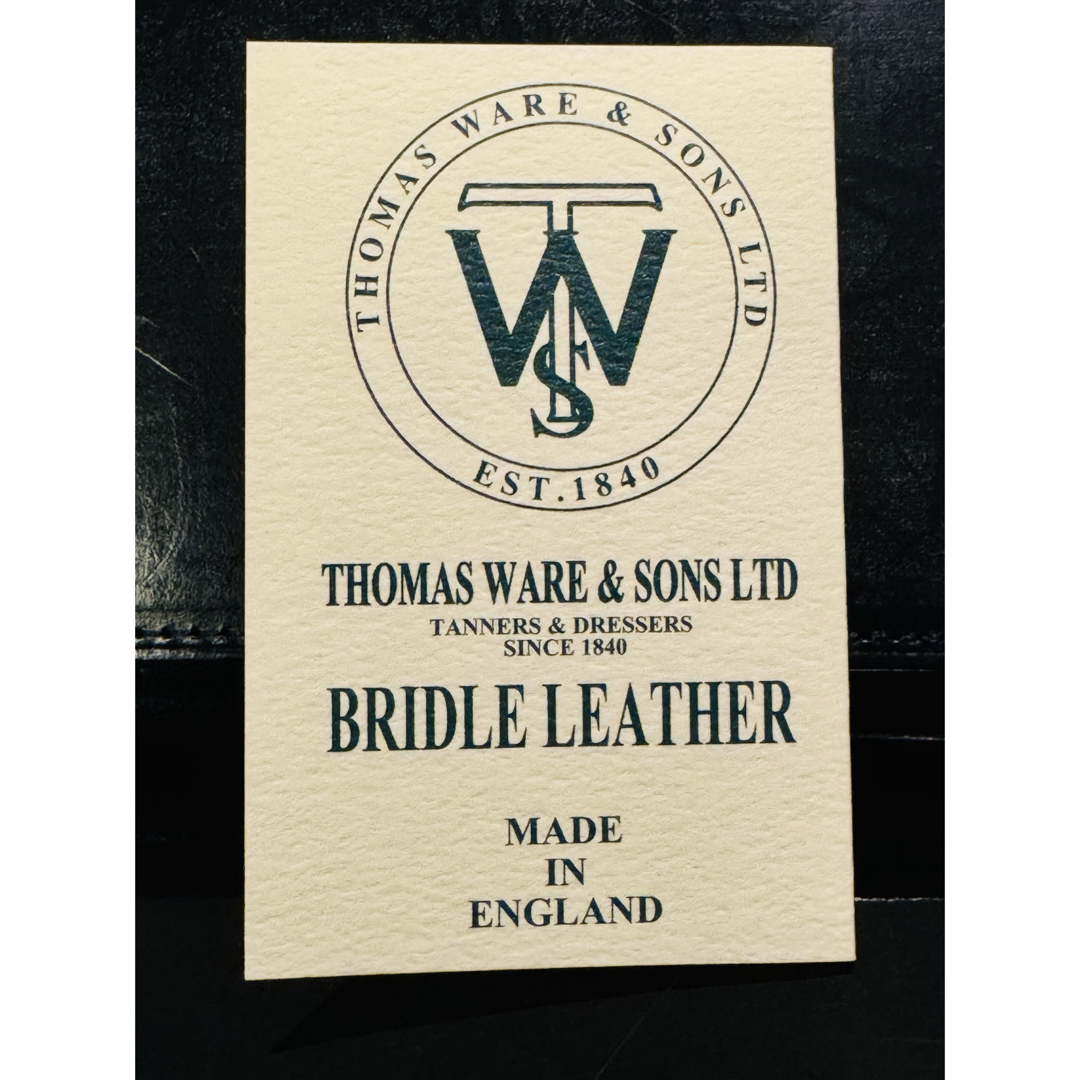 THOMAS WARE & SONS LTD
TWS
EST.1840
THOMAS WARE & SONS LTD
TANNERS & DRESSERS
SINCE 1840
BRIDLE LEATHER
MADE
IN
ENGLAND